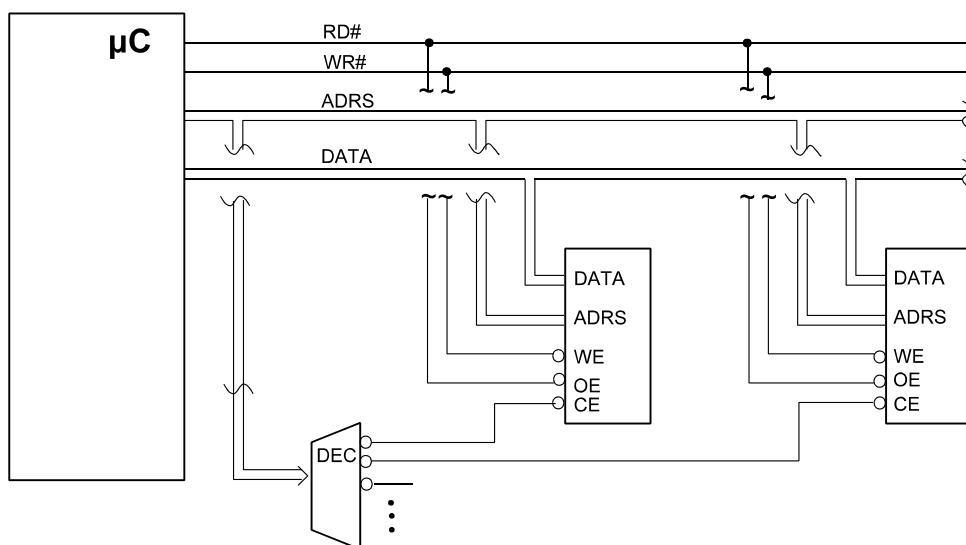 µC
RD#
WR#
ADRS
DATA
DATA
ADRS
WE
OE
CE
DATA
ADRS
WE
OE
CE
DEC